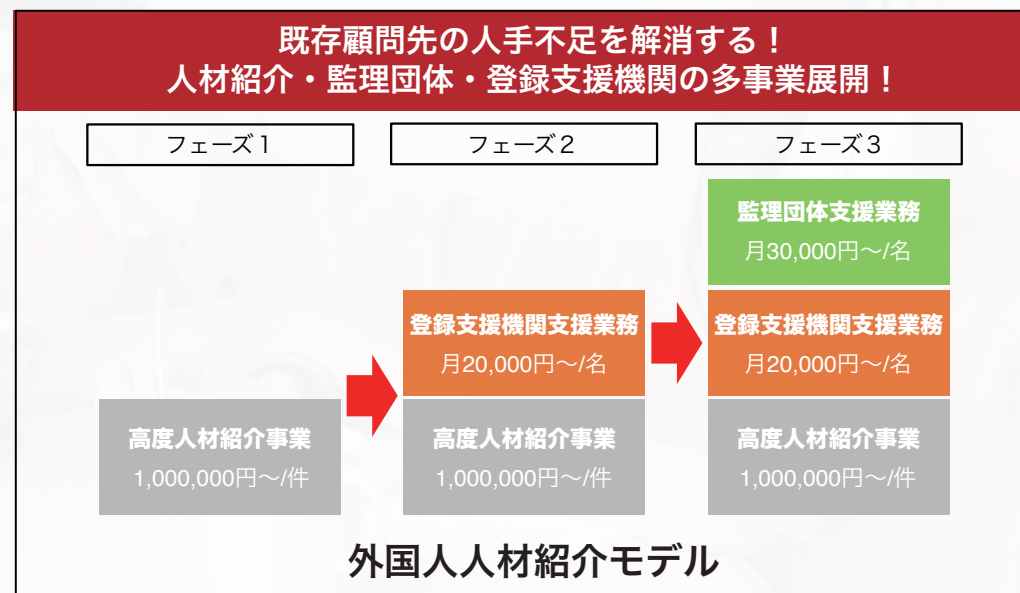 既存顧問先の人手不足を解消する！
人材紹介・監理団体・登録支援機関の多事業展開！
フェーズ1
フェーズ2
フェーズ3
監理団体支援業務
月30,000円～/名
登録支援機関支援業務
月20,000円～/名
登録支援機関支援業務
月20,000円～/名
高度人材紹介事業
1,000,000円～/件
高度人材紹介事業
1,000,000円～/件
高度人材紹介事業
1,000,000円～/件
外国人人材紹介モデル